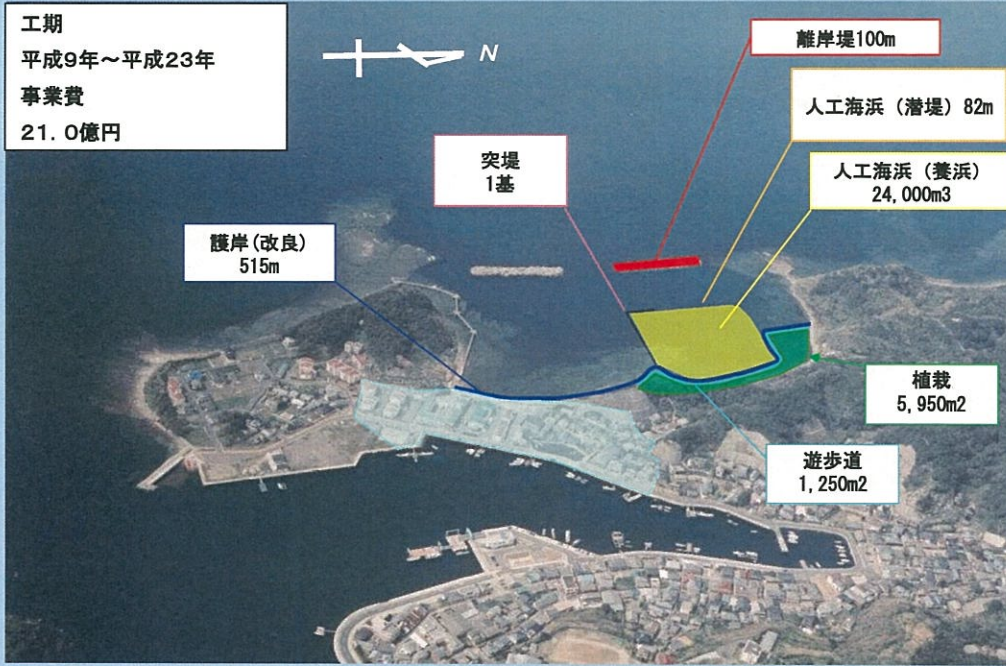 工期
平成9年～平成23年
事業費
21.0億円
N
離岸堤100m
人工海浜（潜堤）82m
突堤
1基
人工海浜（養浜）
24,000m3
護岸(改良)
515m
植栽
5,950m2
遊歩道
1,250m2